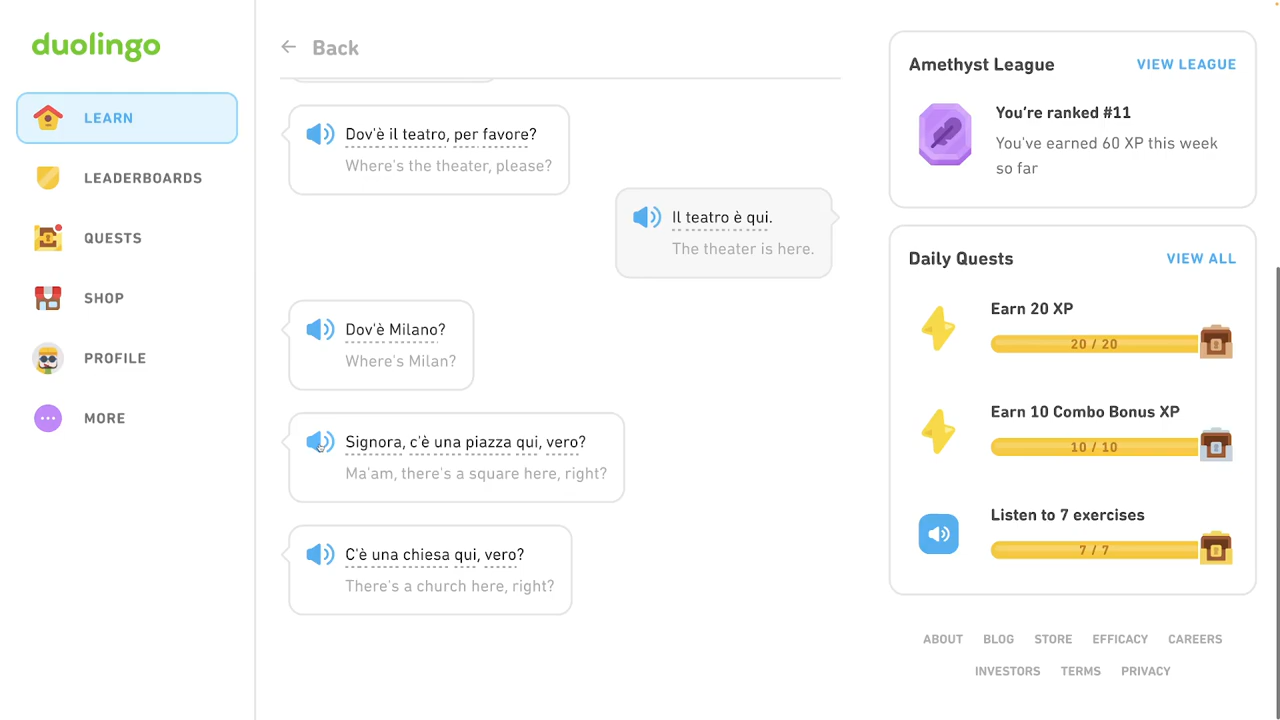 duolingo
LEARN
LEADERBOARDS
QUESTS
SHOP
PROFILE
MORE
Back
Dov'è il teatro, per favore?
Where's the theater, please?
Il teatro è qui.
The theater is here.
Dov'è Milano?
Where's Milan?
Signora, c'è una piazza qui, vero?
Ma'am, there's a square here, right?
C'è una chiesa qui, vero?
There's a church here, right?
Amethyst League
VIEW LEAGUE
You're ranked #11
You've earned 60 XP this week
so far
Daily Quests
VIEW ALL
Earn 20 XP
20 / 20
Earn 10 Combo Bonus XP
10 / 10
Listen to 7 exercises
7 / 7
ABOUT BLOG STORE EFFICACY CAREERS
INVESTORS TERMS PRIVACY